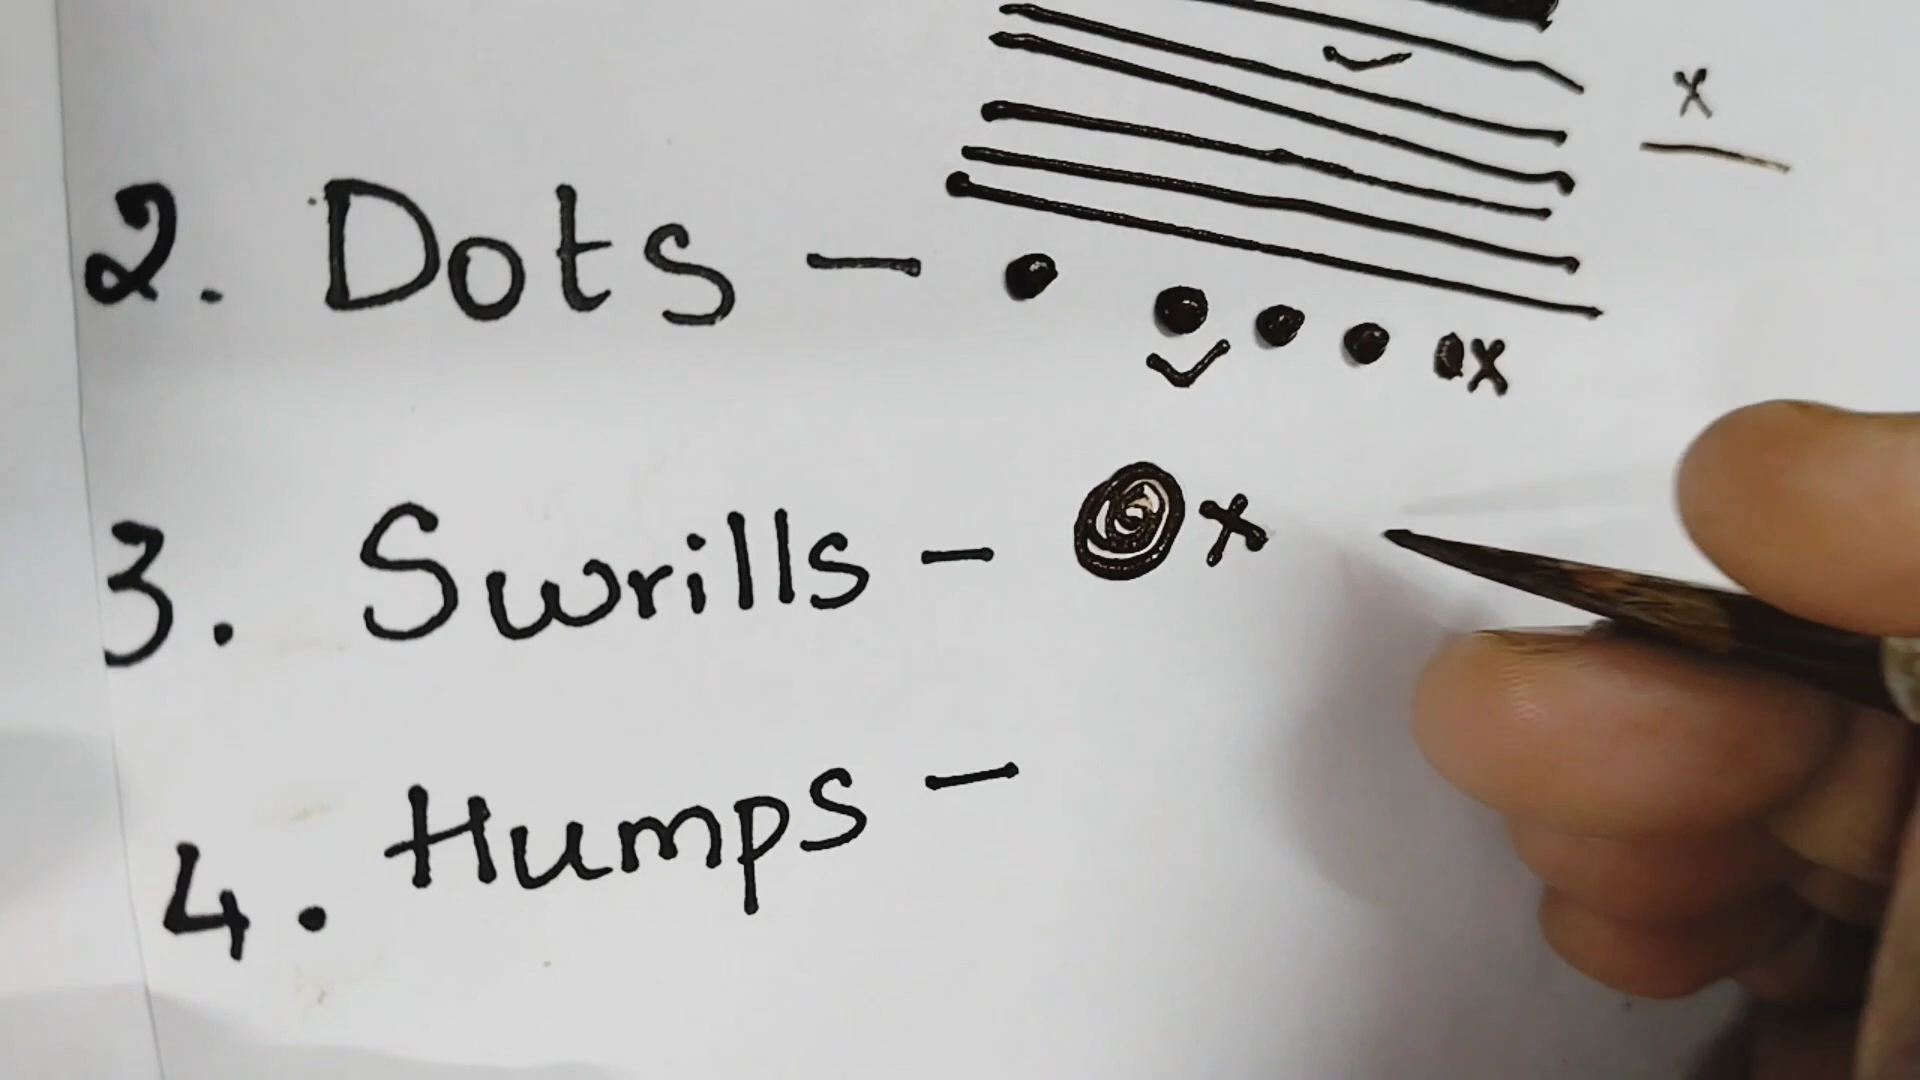 x
2. Dots - x
3. Swrills - x
4. Humps -